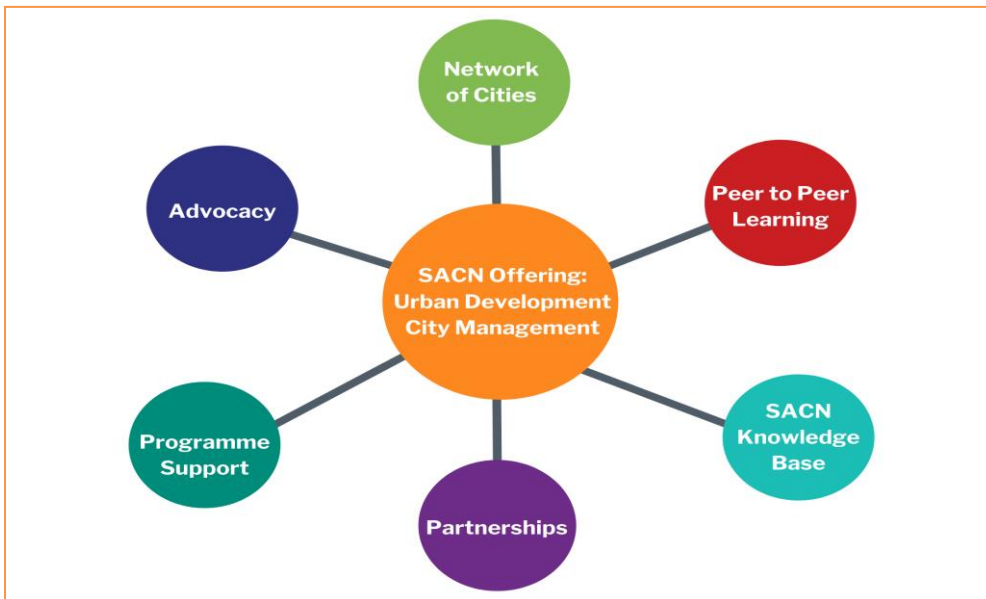 Network
of Cities
Peer to Peer
Learning
Advocacy
SACN Offering:
Urban Development
City Management
SACN
Knowledge
Base
Programme
Support
Partnerships